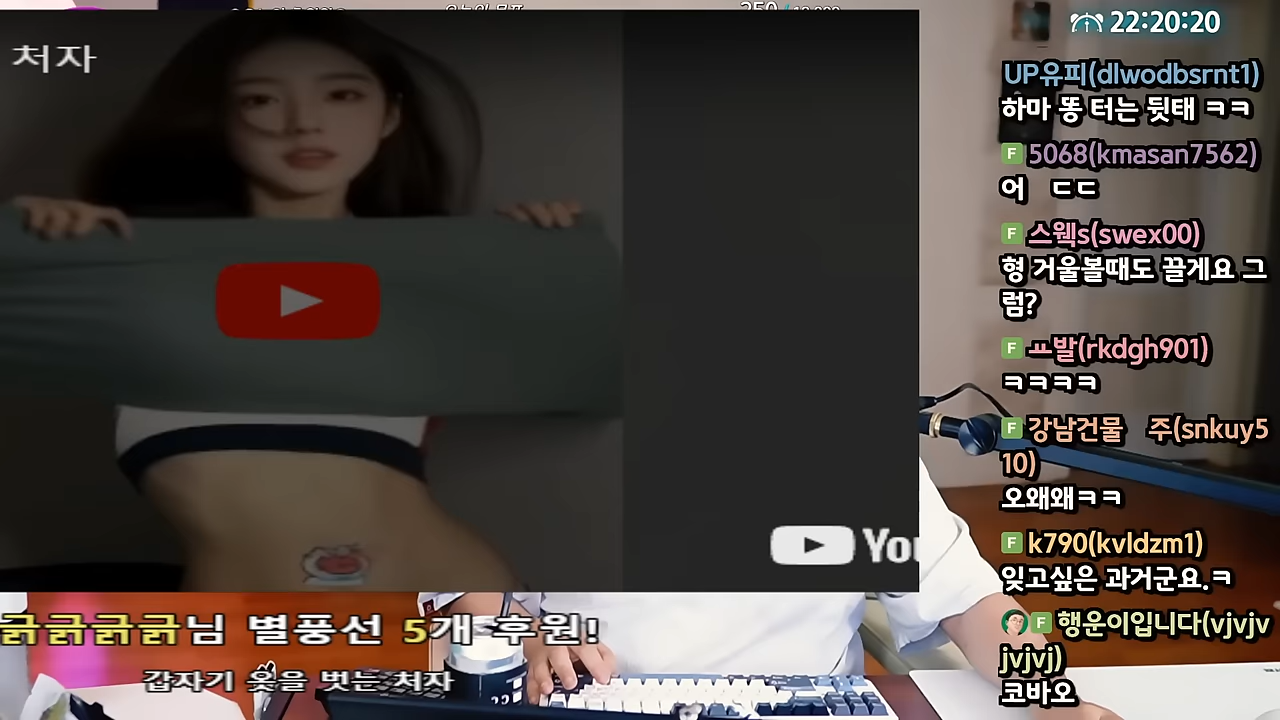 처자
250 / 10,000
22:20:20
UP유피(dlwodbsrnt1)
하마 똥 터는 뒷태 ㅋㅋ
F 5068(kmasan7562)
어 ㄷㄷ
F 스웩s(swex00)
형 거울볼때도 끌게요 그
럼?
F ㅛ발(rkdgh901)
ㅋㅋㅋㅋ
F 강남건물 주(snkuy5
10)
오왜왜ㅋㅋ
F k790(kvldzm1)
잊고싶은 과거군요.ㅋ
F 행운이입니다(vjvjv
jvjvj)
코바오
You
긁긁긁긁님 별풍선 5개 후원!
갑자기 옷을 벗는 처자